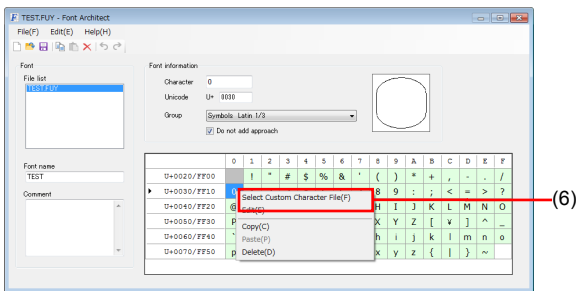 TEST.FUY - Font Architect
File(F) Edit(E) Help(H)
Font
File list
TEST.FUY
Font name
TEST
Comment
Font information
Character 0
Unicode U+ 0030
Group Symbols Latin 1/3
Do not add approach
0 1 2 3 4 5 6 7 8 9 A B C D E F
U+0020/FF00 ! " # $ % & ' ( ) * + , - . /
U+0030/FF10 0 8 9 : ; < = > ?
U+0040/FF20 @ H I J K L M N O
U+0050/FF30 P X Y Z [ ¥ ] ^ _
U+0060/FF40 ` h i j k l m n o
U+0070/FF50 p x y z { | } ~
Select Custom Character File(F)
Edit(E)
Copy(C)
Paste(P)
Delete(D)
(6)